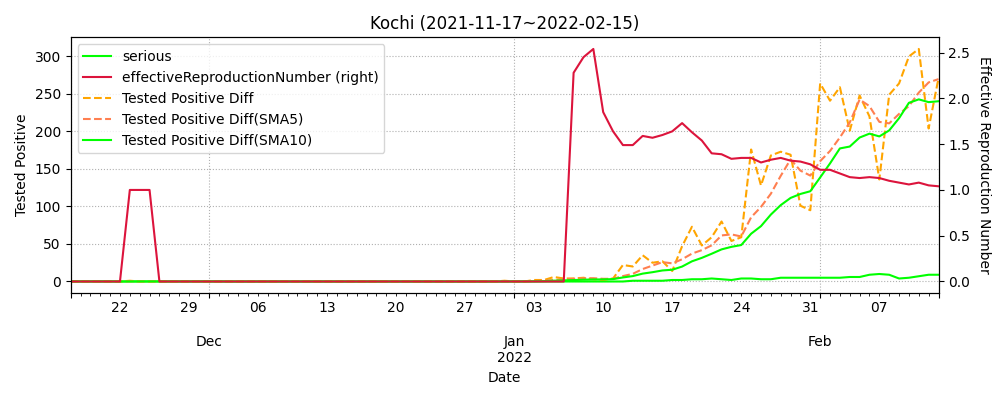 Kochi (2021-11-17~2022-02-15)
serious
effectiveReproductionNumber (right)
Tested Positive Diff
Tested Positive Diff(SMA5)
Tested Positive Diff(SMA10)
Tested Positive
300
250
200
150
100
50
0
2.5
2.0
1.5
1.0
0.5
0.0
Effective Reproduction Number
22 29 06 13 20 27 03 10 17 24 31 07
Dec Jan Feb
2022
Date